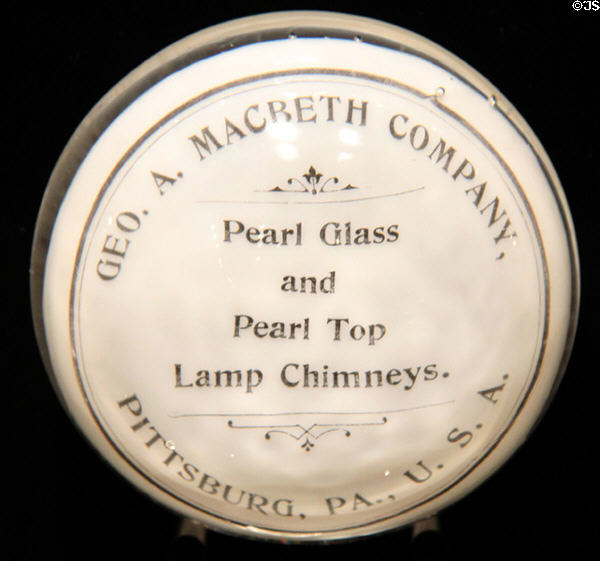 GEO. A. MACBETH COMPANY,
Pearl Glass
and
Pearl Top
Lamp Chimneys.
PITTSBURG, PA., U. S. A.
©JS